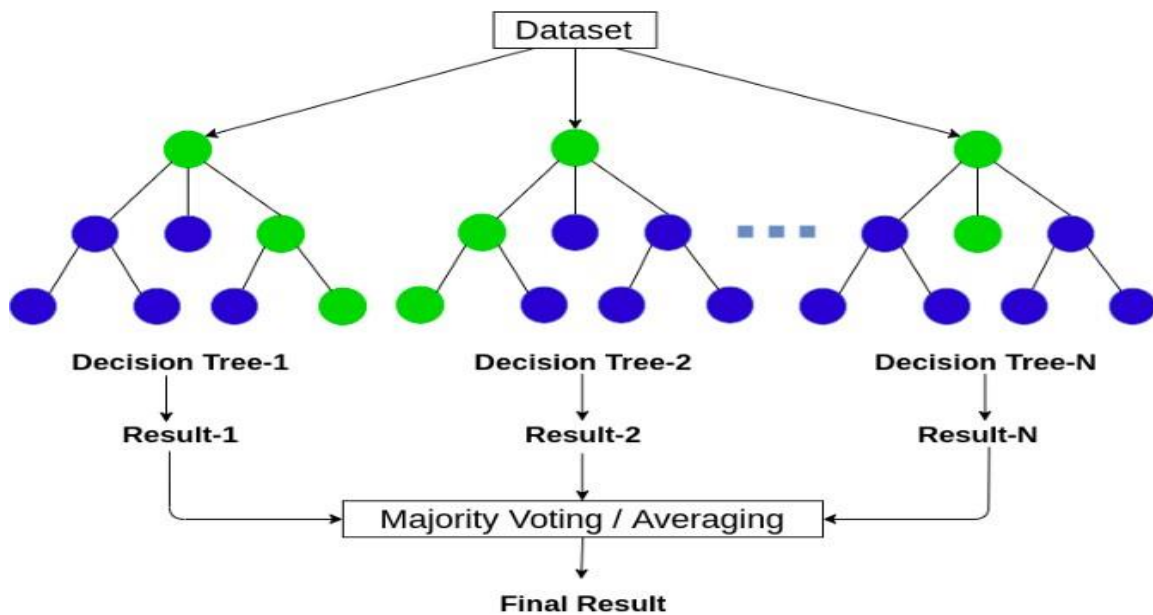 Dataset
Decision Tree-1
Decision Tree-2
Decision Tree-N
Result-1
Result-2
Result-N
Majority Voting / Averaging
Final Result